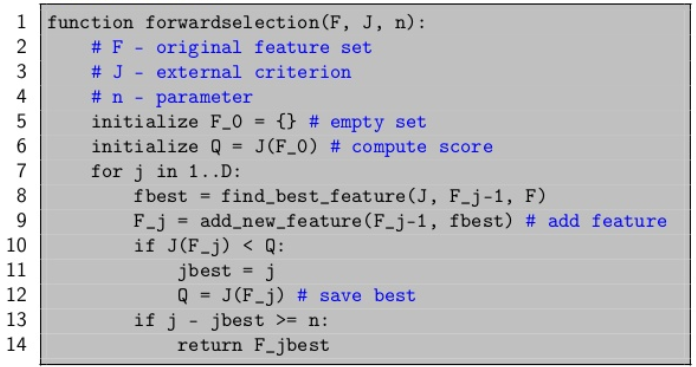 1 function forwardselection(F, J, n):
2 # F - original feature set
3 # J - external criterion
4 # n - parameter
5 initialize F_0 = {} # empty set
6 initialize Q = J(F_0) # compute score
7 for j in 1..D:
8 fbest = find_best_feature(J, F_j-1, F)
9 F_j = add_new_feature(F_j-1, fbest) # add feature
10 if J(F_j) < Q:
11 jbest = j
12 Q = J(F_j) # save best
13 if j - jbest >= n:
14 return F_jbest